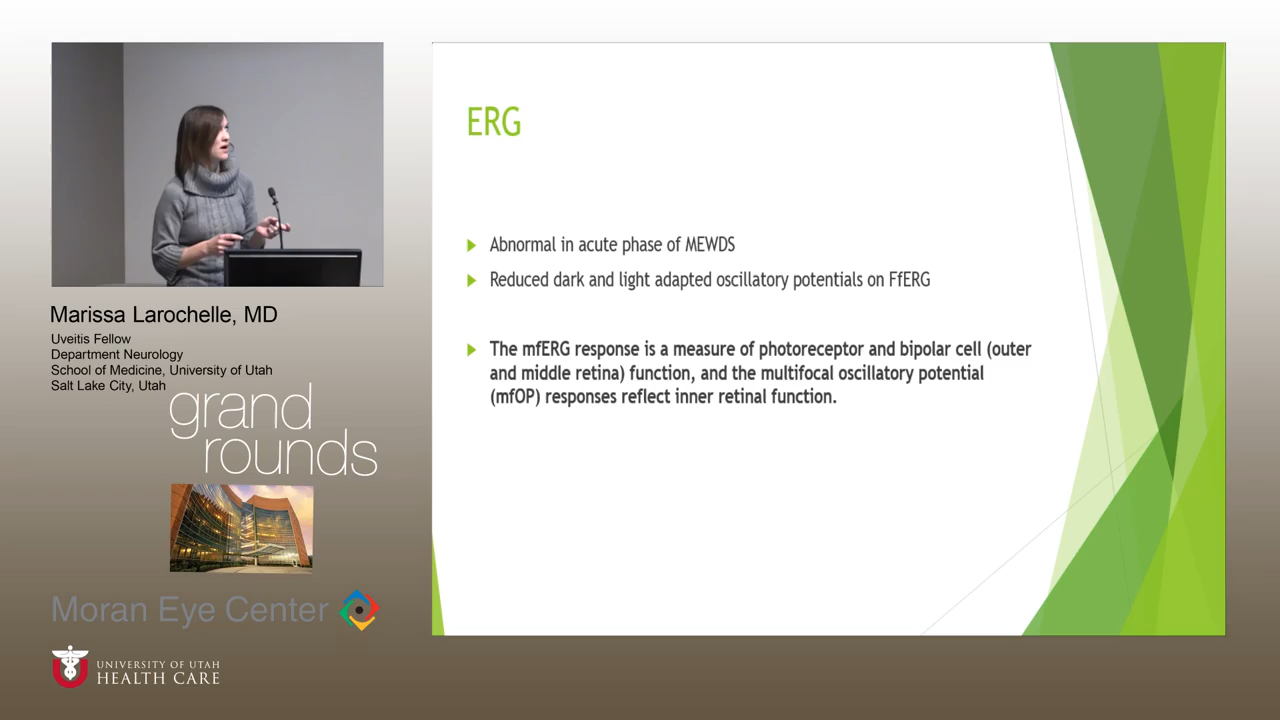 Marissa Larochelle, MD
Uveitis Fellow
Department Neurology
School of Medicine, University of Utah
Salt Lake City, Utah
grand
rounds
Moran Eye Center
U
UNIVERSITY OF UTAH
HEALTH CARE
ERG
Abnormal in acute phase of MEWDS
Reduced dark and light adapted oscillatory potentials on FfERG
The mfERG response is a measure of photoreceptor and bipolar cell (outer
and middle retina) function, and the multifocal oscillatory potential
(mfOP) responses reflect inner retinal function.